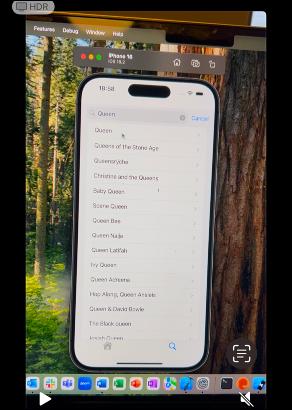 HDR
Features Debug Window Help
iPhone 16
iOS 18.2
18:58
Queen
Cancel
Queen
Queens of the Stone Age
Queensrÿche
Christine and the Queens
Baby Queen
Scene Queen
Queen Bee
Queen Naija
Queen Latifah
Ivy Queen
Queen Adreena
Hop Along, Queen Ansleis
Queen & David Bowie
The Black queen
Josiah Queen
zoom